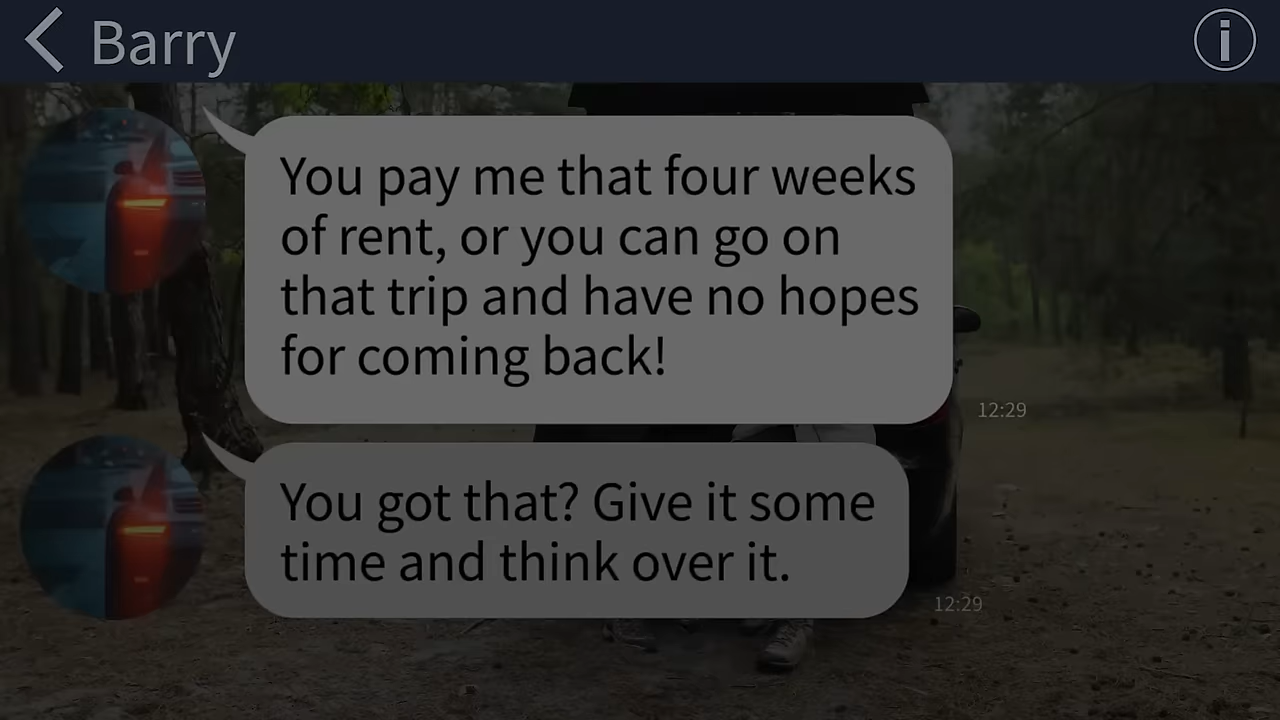 Barry
You pay me that four weeks
of rent, or you can go on
that trip and have no hopes
for coming back!
12:29
You got that? Give it some
time and think over it.
12:29